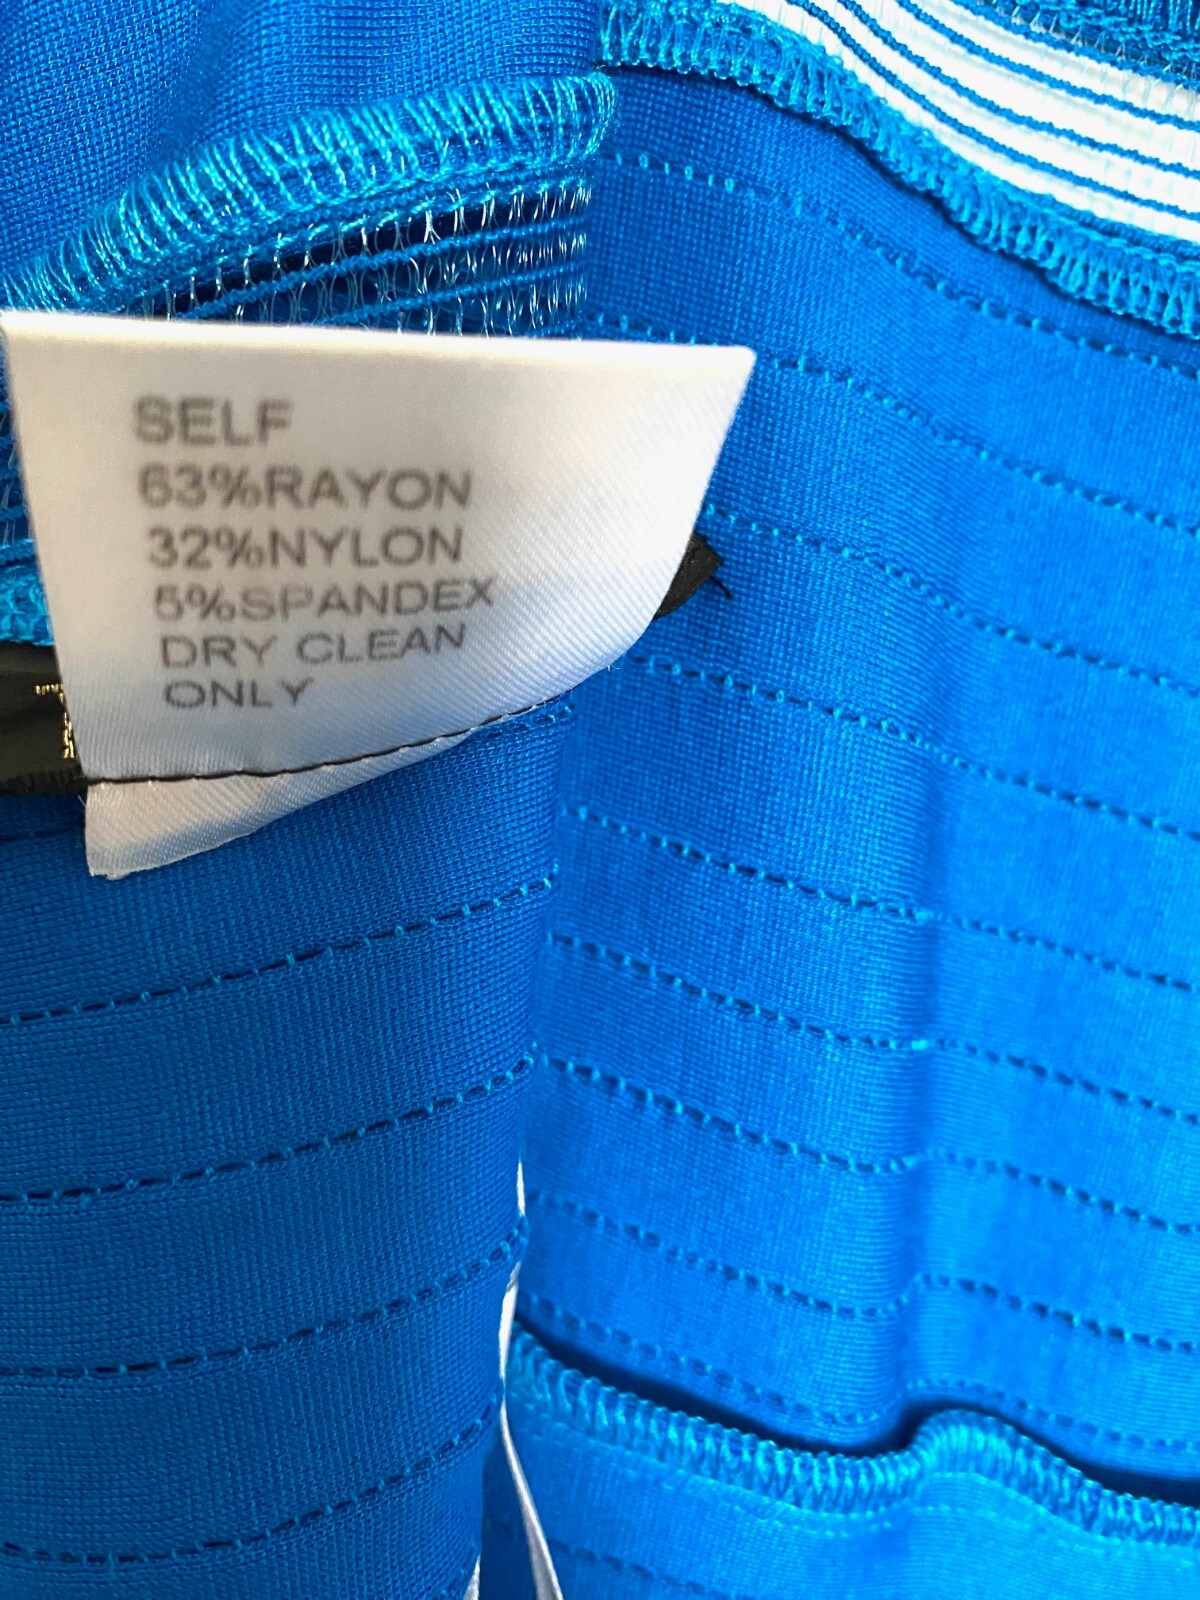 SELF
63%RAYON
32%NYLON
5%SPANDEX
DRY CLEAN
ONLY